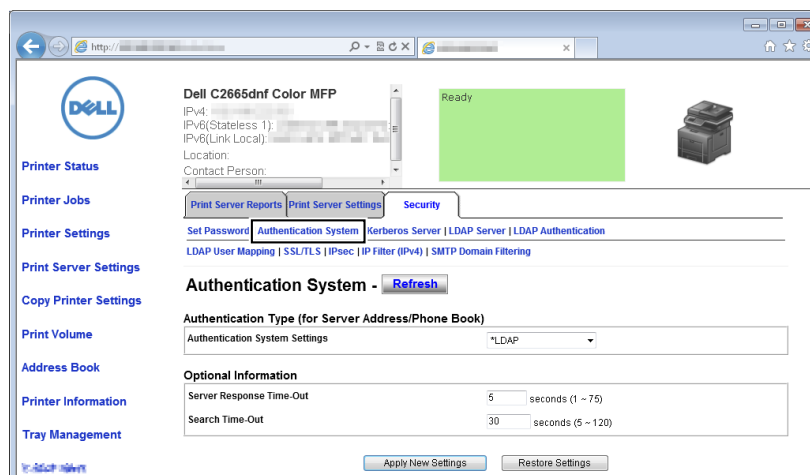 http://
DELL
Dell C2665dnf Color MFP
IPv4:
IPv6(Stateless 1):
IPv6(Link Local):
Location:
Contact Person:
Ready
Printer Status
Printer Jobs
Printer Settings
Print Server Settings
Copy Printer Settings
Print Volume
Address Book
Printer Information
Tray Management
Print Server Reports Print Server Settings Security
Set Password Authentication System Kerberos Server | LDAP Server | LDAP Authentication
LDAP User Mapping | SSL/TLS | IPsec | IP Filter (IPv4) | SMTP Domain Filtering
Authentication System - Refresh
Authentication Type (for Server Address/Phone Book)
Authentication System Settings *LDAP
Optional Information
Server Response Time-Out 5 seconds (1 ~ 75)
Search Time-Out 30 seconds (5 ~ 120)
Apply New Settings Restore Settings